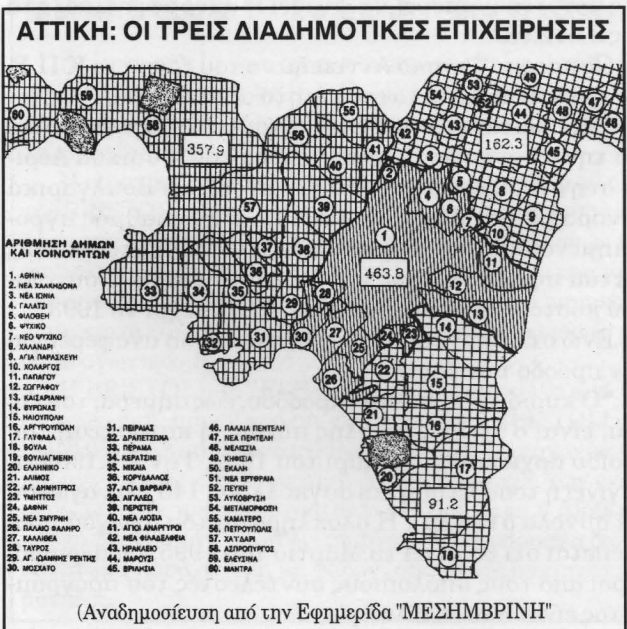 ΑΤΤΙΚΗ: ΟΙ ΤΡΕΙΣ ΔΙΑΔΗΜΟΤΙΚΕΣ ΕΠΙΧΕΙΡΗΣΕΙΣ
357.9
162.3
463.8
91.2
ΑΡΙΘΜΗΣΗ ΔΗΜΩΝ
ΚΑΙ ΚΟΙΝΟΤΗΤΩΝ
1. ΑΘΗΝΑ
2. ΝΕΑ ΧΑΛΚΗΔΟΝΑ
3. ΝΕΑ ΙΩΝΙΑ
4. ΓΑΛΑΤΣΙ
5. ΦΙΛΟΘΕΗ
6. ΨΥΧΙΚΟ
7. ΝΕΟ ΨΥΧΙΚΟ
8. ΧΑΛΑΝΔΡΙ
9. ΑΓΙΑ ΠΑΡΑΣΚΕΥΗ
10. ΧΟΛΑΡΓΟΣ
11. ΠΑΠΑΓΟΥ
12. ΖΩΓΡΑΦΟΥ
13. ΚΑΙΣΑΡΙΑΝΗ
14. ΒΥΡΩΝΑΣ
15. ΗΛΙΟΥΠΟΛΗ
16. ΑΡΓΥΡΟΥΠΟΛΗ
17. ΓΛΥΦΑΔΑ
18. ΒΟΥΛΑ
19. ΒΟΥΛΙΑΓΜΕΝΗ
20. ΕΛΛΗΝΙΚΟ
21. ΑΛΙΜΟΣ
22. ΑΓ. ΔΗΜΗΤΡΙΟΣ
23. ΥΜΗΤΤΟΣ
24. ΔΑΦΝΗ
25. ΝΕΑ ΣΜΥΡΝΗ
26. ΠΑΛΑΙΟ ΦΑΛΗΡΟ
27. ΚΑΛΛΙΘΕΑ
28. ΤΑΥΡΟΣ
29. ΑΓ. ΙΩΑΝΝΗΣ ΡΕΝΤΗΣ
30. ΜΟΣΧΑΤΟ
31. ΠΕΙΡΑΙΑΣ
32. ΔΡΑΠΕΤΣΩΝΑ
33. ΠΕΡΑΜΑ
34. ΚΕΡΑΤΣΙΝΙ
35. ΝΙΚΑΙΑ
36. ΚΟΡΥΔΑΛΛΟΣ
37. ΑΓΙΑ ΒΑΡΒΑΡΑ
38. ΑΙΓΑΛΕΩ
39. ΠΕΡΙΣΤΕΡΙ
40. ΝΕΑ ΛΙΟΣΙΑ
41. ΑΓΙΟΙ ΑΝΑΡΓΥΡΟΙ
42. ΝΕΑ ΦΙΛΑΔΕΛΦΕΙΑ
43. ΗΡΑΚΛΕΙΟ
44. ΜΑΡΟΥΣΙ
45. ΒΡΙΛΗΣΙΑ
46. ΠΑΛΑΙΑ ΠΕΝΤΕΛΗ
47. ΝΕΑ ΠΕΝΤΕΛΗ
48. ΜΕΛΙΣΣΙΑ
49. ΚΗΦΙΣΙΑ
50. ΕΚΑΛΗ
51. ΝΕΑ ΕΡΥΘΡΑΙΑ
52. ΠΕΥΚΗ
53. ΛΥΚΟΒΡΥΣΗ
54. ΜΕΤΑΜΟΡΦΩΣΗ
55. ΚΑΜΑΤΕΡΟ
56. ΠΕΤΡΟΥΠΟΛΗ
57. ΧΑΪΔΑΡΙ
58. ΑΣΠΡΟΠΥΡΓΟΣ
59. ΕΛΕΥΣΙΝΑ
60. ΜΑΝΤΡΑ
(Αναδημοσίευση από την Εφημερίδα "ΜΕΣΗΜΒΡΙΝΗ"